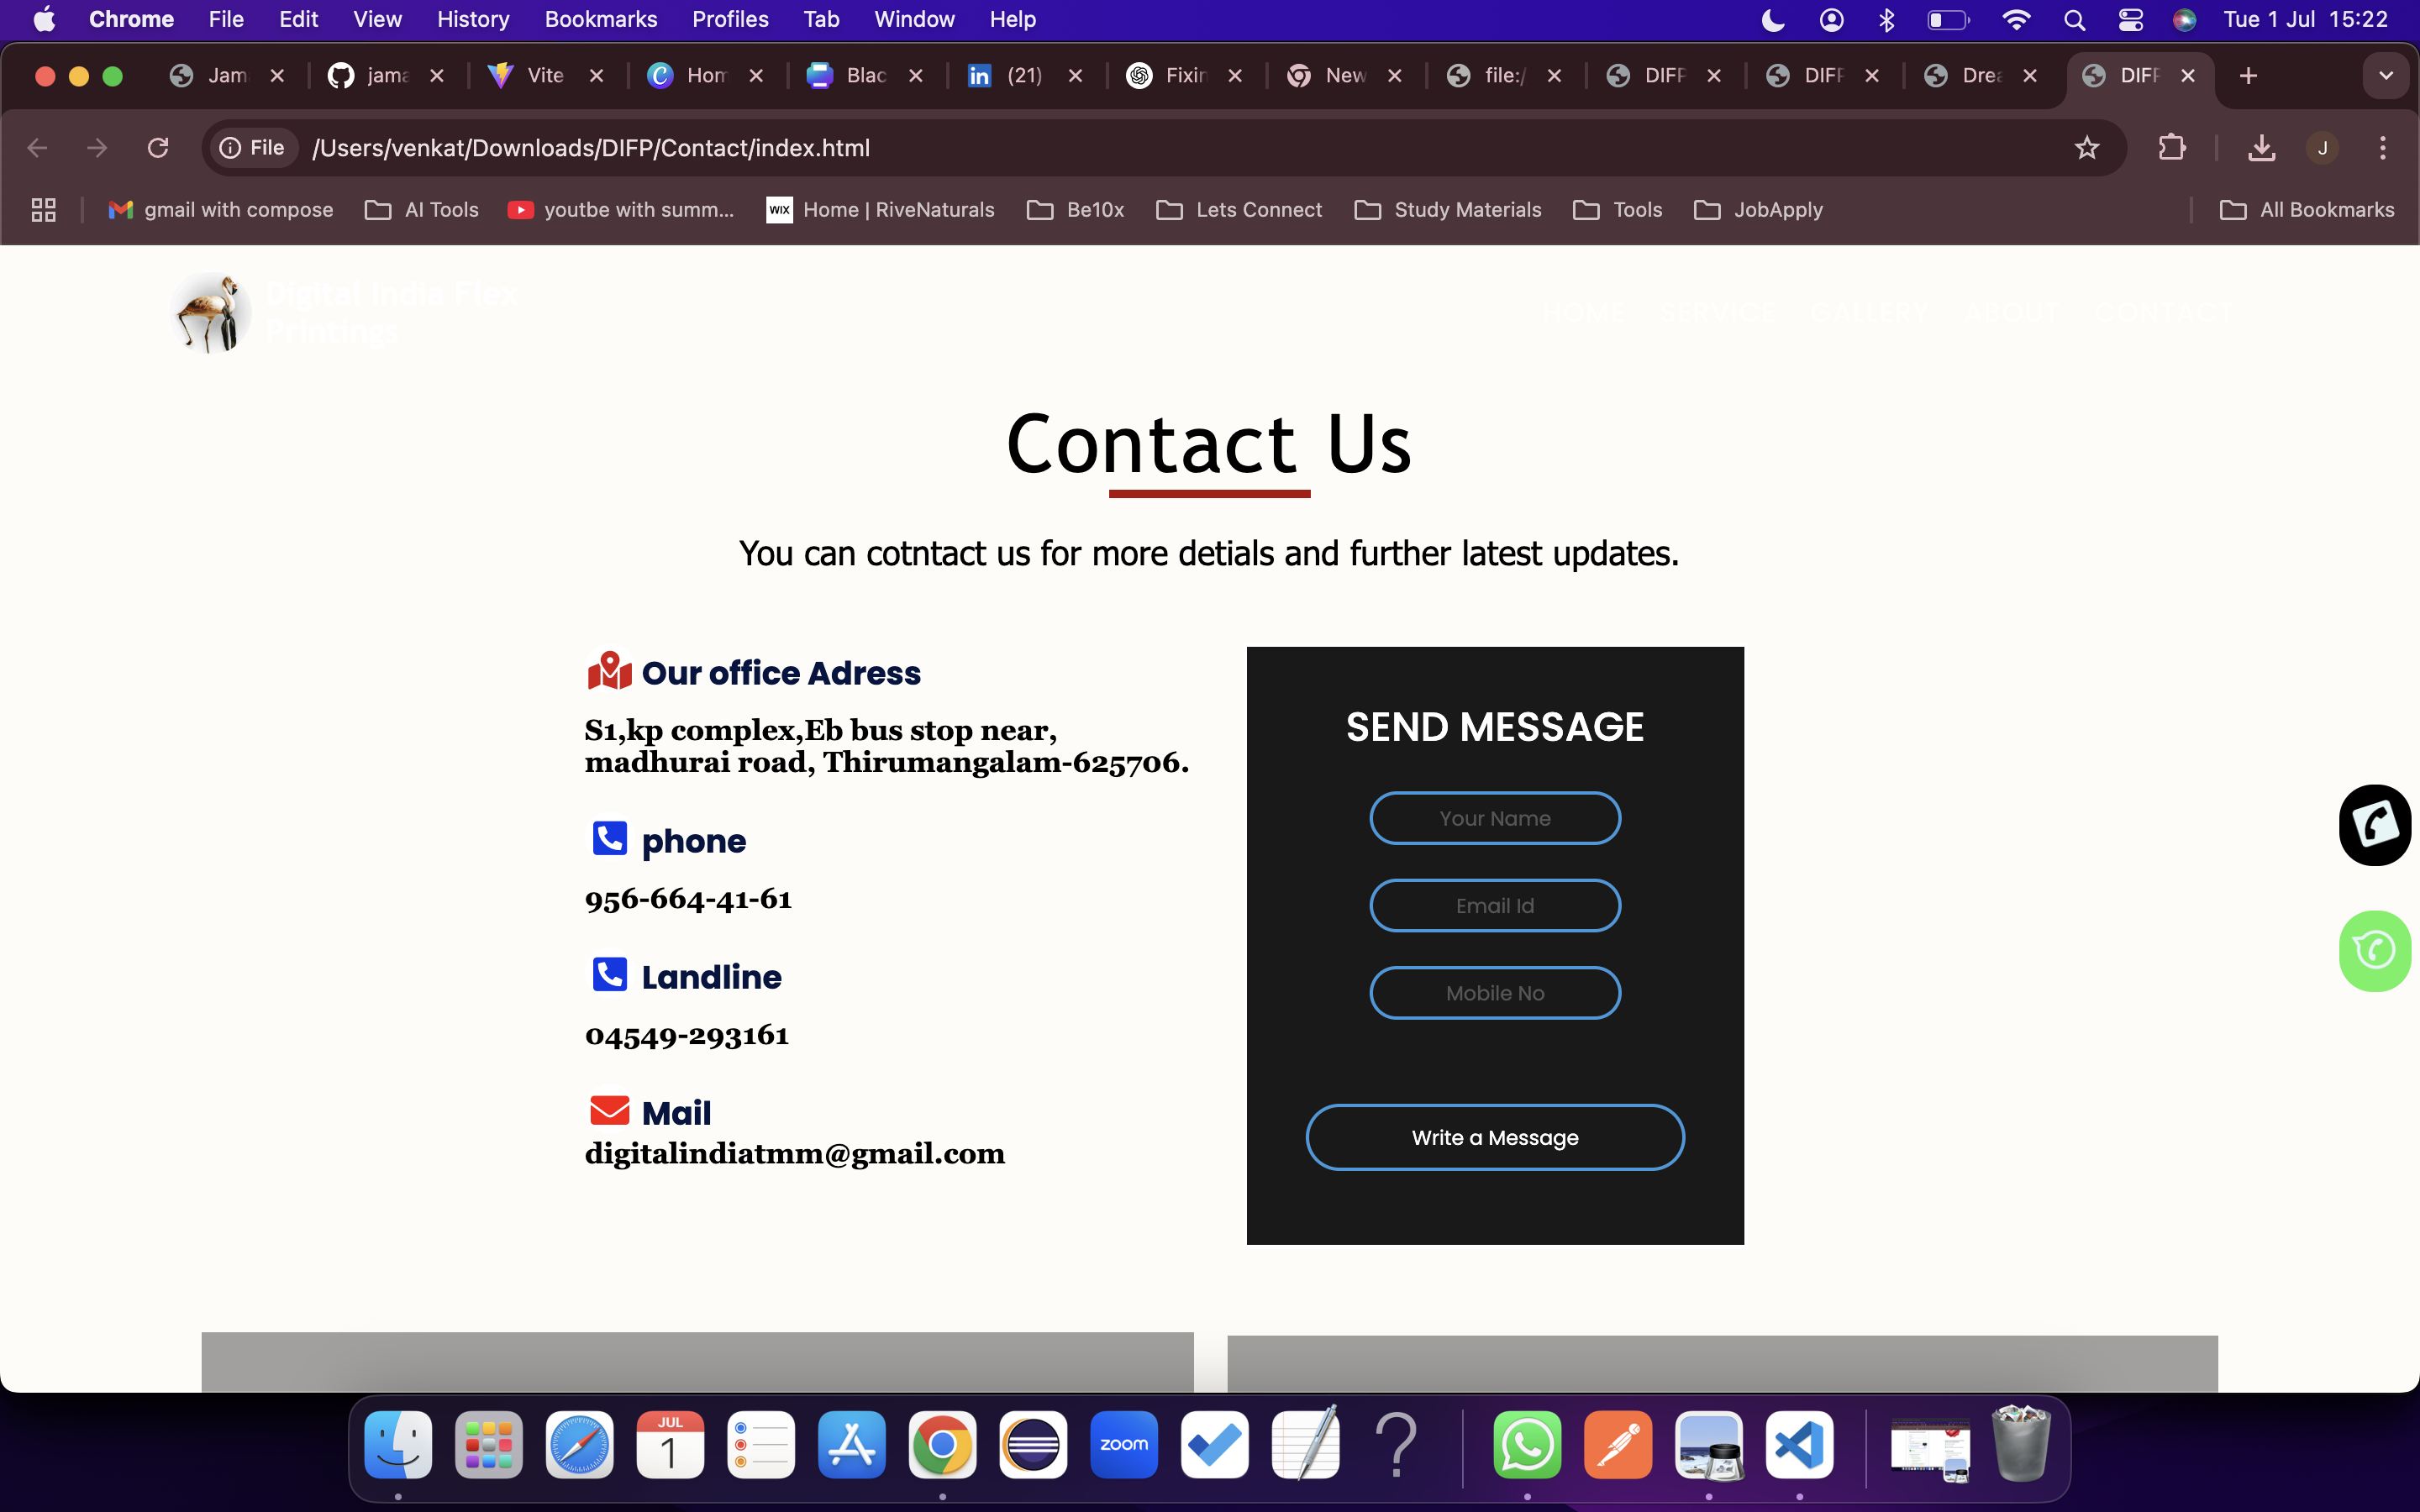 Chrome File Edit View History Bookmarks Profiles Tab Window Help Tue 1 Jul 15:22
Jam jama Vite Hom Blac (21) Fixin New file:/ DIFP DIFP Drea DIFP
File /Users/venkat/Downloads/DIFP/Contact/index.html J
gmail with compose AI Tools youtbe with summ... WIX Home | RiveNaturals Be10x Lets Connect Study Materials Tools JobApply All Bookmarks
Digital India Flex
Printings
HOME SERVICE GALLERY ABOUT CONTACT
Contact Us
You can cotntact us for more detials and further latest updates.
Our office Adress
S1,kp complex,Eb bus stop near,
madhurai road, Thirumangalam-625706.
phone
956-664-41-61
Landline
04549-293161
Mail
digitalindiatmm@gmail.com
SEND MESSAGE
Your Name
Email Id
Mobile No
Write a Message
JUL
1
zoom